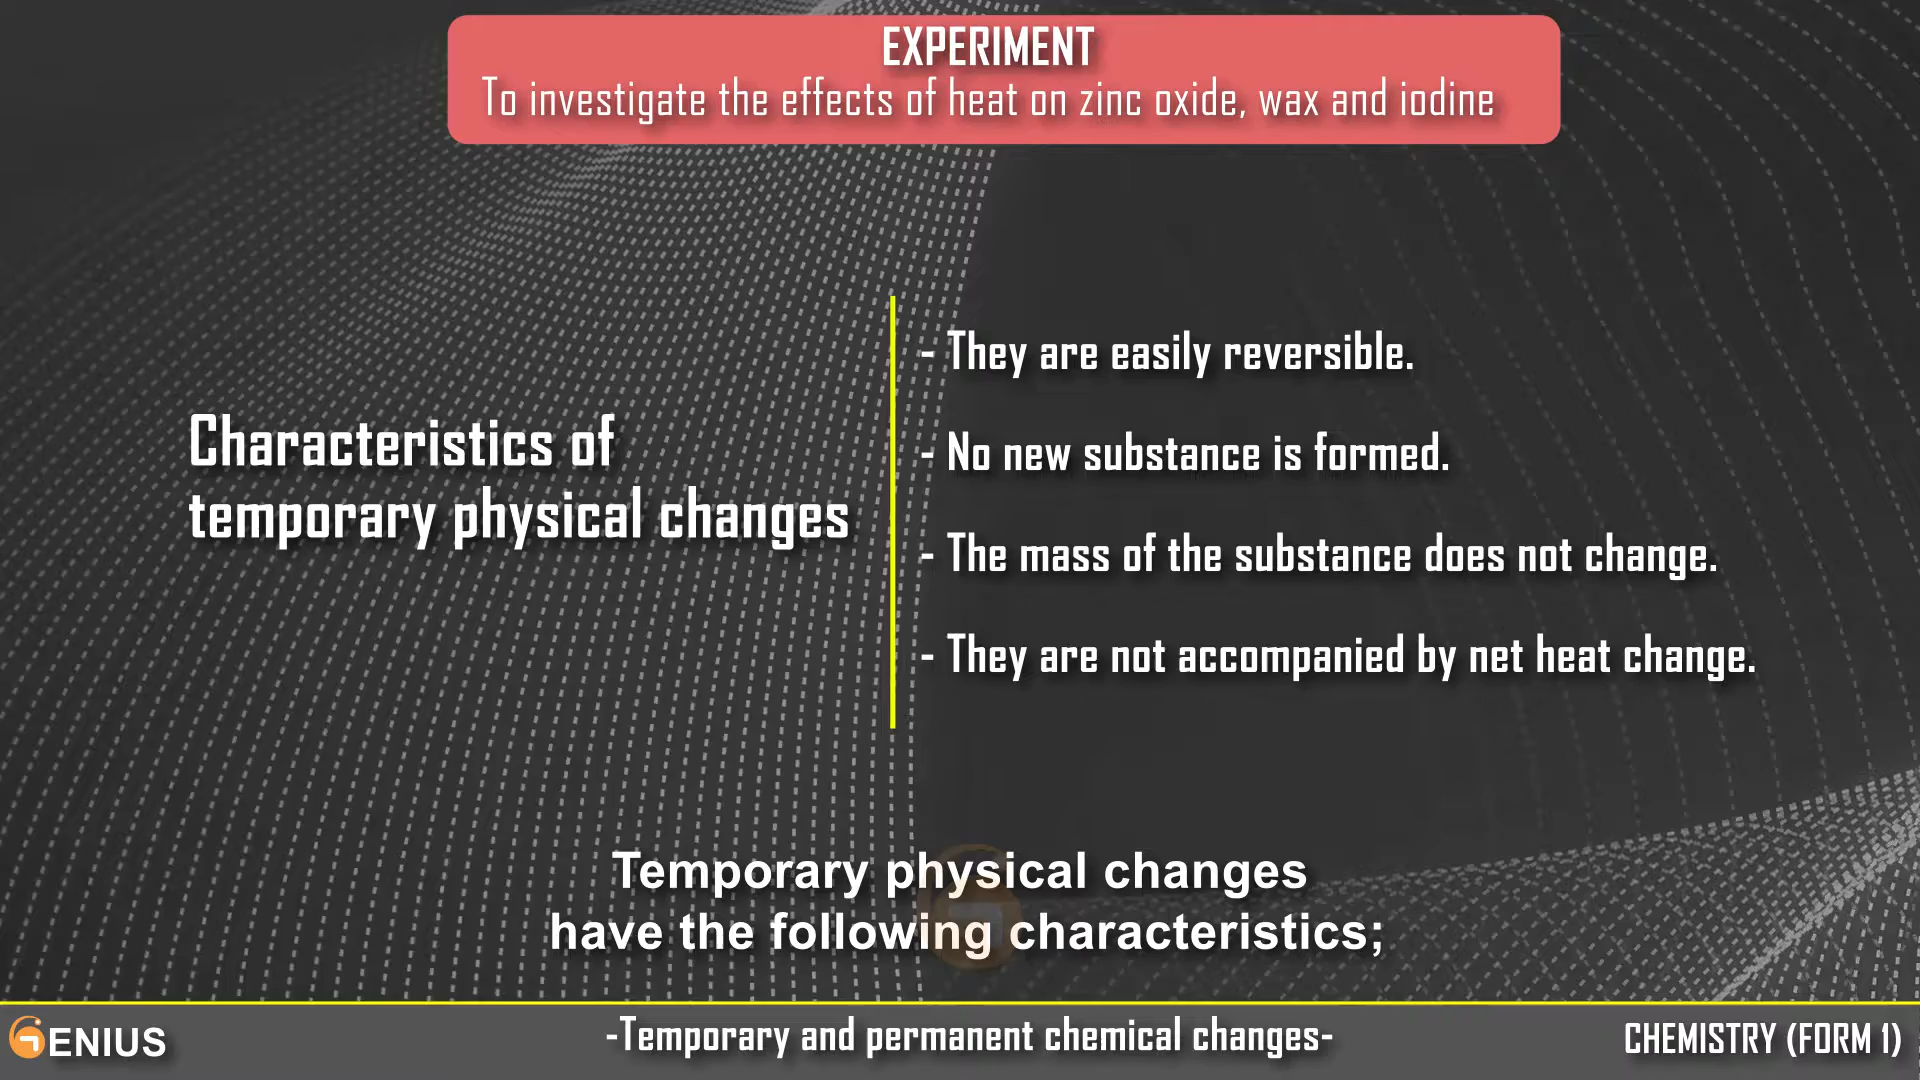 EXPERIMENT
To investigate the effects of heat on zinc oxide, wax and iodine
Characteristics of
temporary physical changes
- They are easily reversible.
- No new substance is formed.
- The mass of the substance does not change.
- They are not accompanied by net heat change.
Temporary physical changes
have the following characteristics;
GENIUS
-Temporary and permanent chemical changes-
CHEMISTRY (FORM 1)